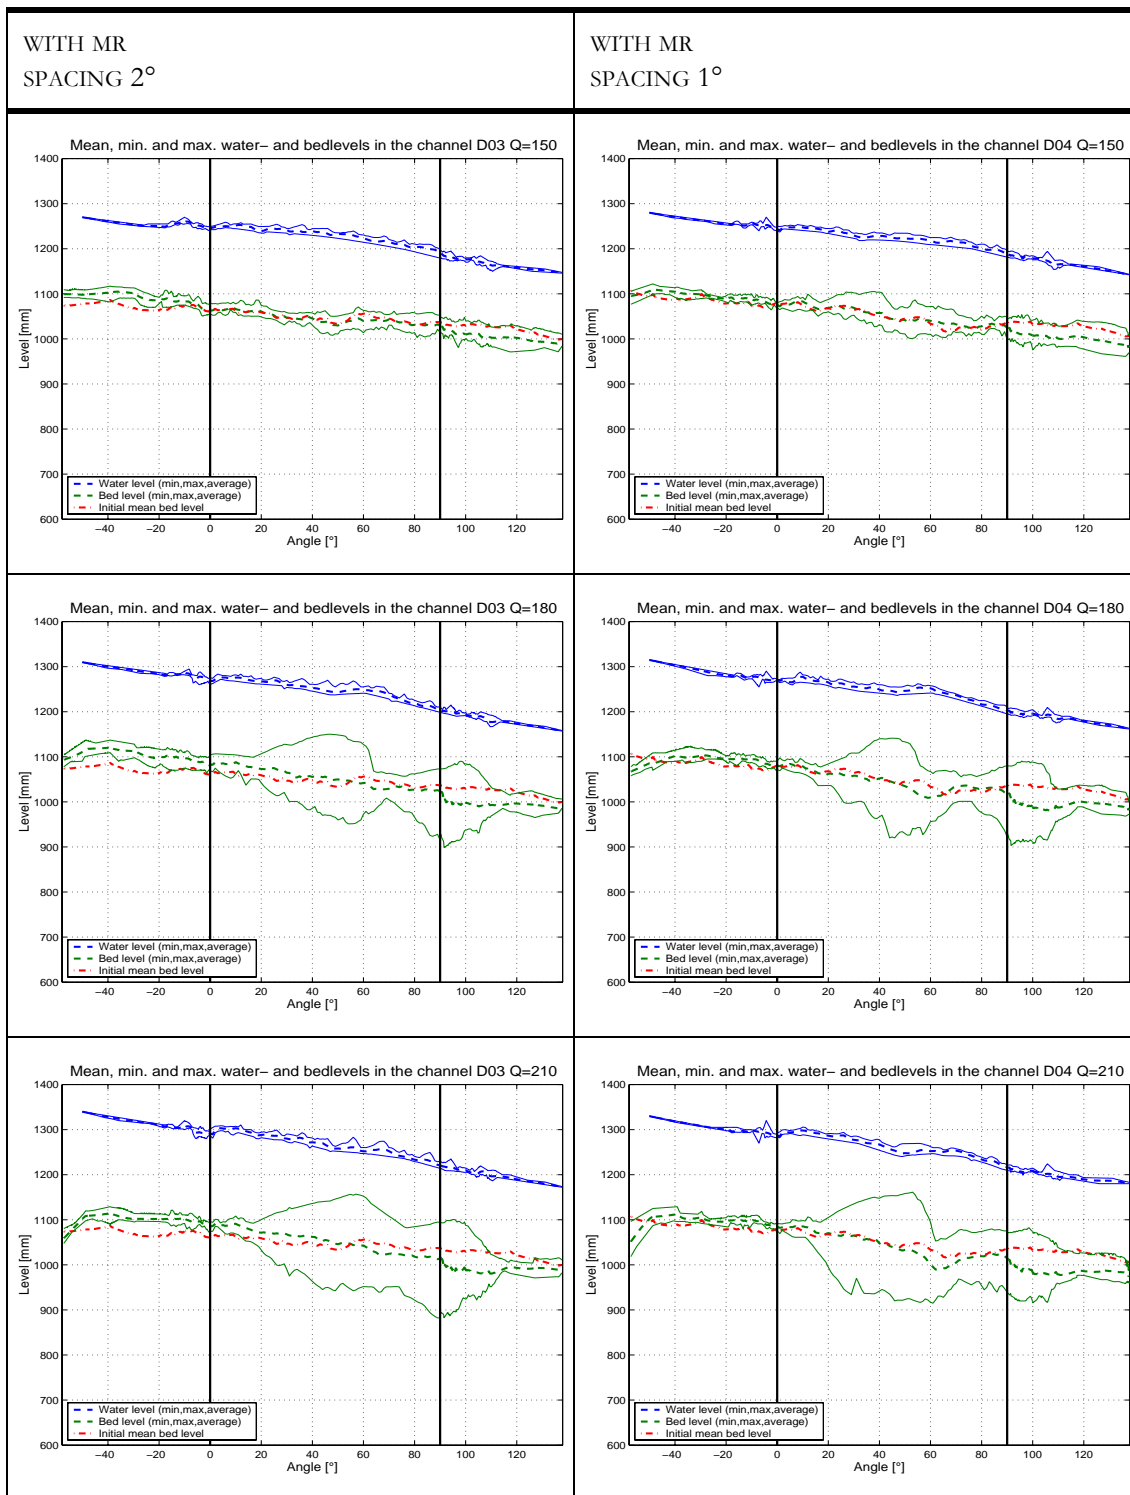 WITH MR
SPACING 2°
WITH MR
SPACING 1°
Mean, min. and max. water– and bedlevels in the channel D03 Q=150
1400
1300
1200
1100
1000
900
800
700
600
Level [mm]
Water level (min,max,average)
Bed level (min,max,average)
Initial mean bed level
−40 −20 0 20 40 60 80 100 120
Angle [°]
Mean, min. and max. water– and bedlevels in the channel D04 Q=150
1400
1300
1200
1100
1000
900
800
700
600
Level [mm]
Water level (min,max,average)
Bed level (min,max,average)
Initial mean bed level
−40 −20 0 20 40 60 80 100 120
Angle [°]
Mean, min. and max. water– and bedlevels in the channel D03 Q=180
1400
1300
1200
1100
1000
900
800
700
600
Level [mm]
Water level (min,max,average)
Bed level (min,max,average)
Initial mean bed level
−40 −20 0 20 40 60 80 100 120
Angle [°]
Mean, min. and max. water– and bedlevels in the channel D04 Q=180
1400
1300
1200
1100
1000
900
800
700
600
Level [mm]
Water level (min,max,average)
Bed level (min,max,average)
Initial mean bed level
−40 −20 0 20 40 60 80 100 120
Angle [°]
Mean, min. and max. water– and bedlevels in the channel D03 Q=210
1400
1300
1200
1100
1000
900
800
700
600
Level [mm]
Water level (min,max,average)
Bed level (min,max,average)
Initial mean bed level
−40 −20 0 20 40 60 80 100 120
Angle [°]
Mean, min. and max. water– and bedlevels in the channel D04 Q=210
1400
1300
1200
1100
1000
900
800
700
600
Level [mm]
Water level (min,max,average)
Bed level (min,max,average)
Initial mean bed level
−40 −20 0 20 40 60 80 100 120
Angle [°]